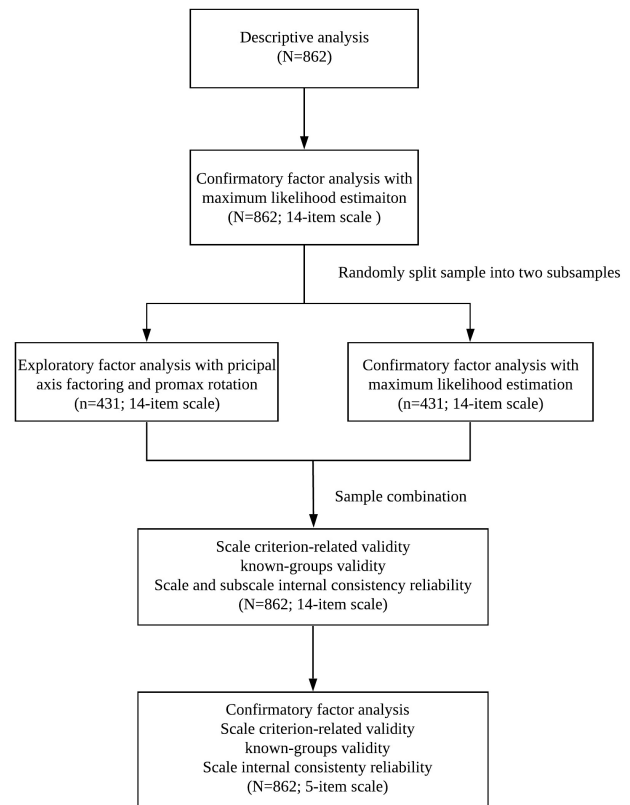 Descriptive analysis
(N=862)
Confirmatory factor analysis with
maximum likelihood estimaiton
(N=862; 14-item scale )
Randomly split sample into two subsamples
Exploratory factor analysis with pricipal
axis factoring and promax rotation
(n=431; 14-item scale)
Confirmatory factor analysis with
maximum likelihood estimation
(n=431; 14-item scale)
Sample combination
Scale criterion-related validity
known-groups validity
Scale and subscale internal consistency reliability
(N=862; 14-item scale)
Confirmatory factor analysis
Scale criterion-related validity
known-groups validity
Scale internal consistenty reliability
(N=862; 5-item scale)